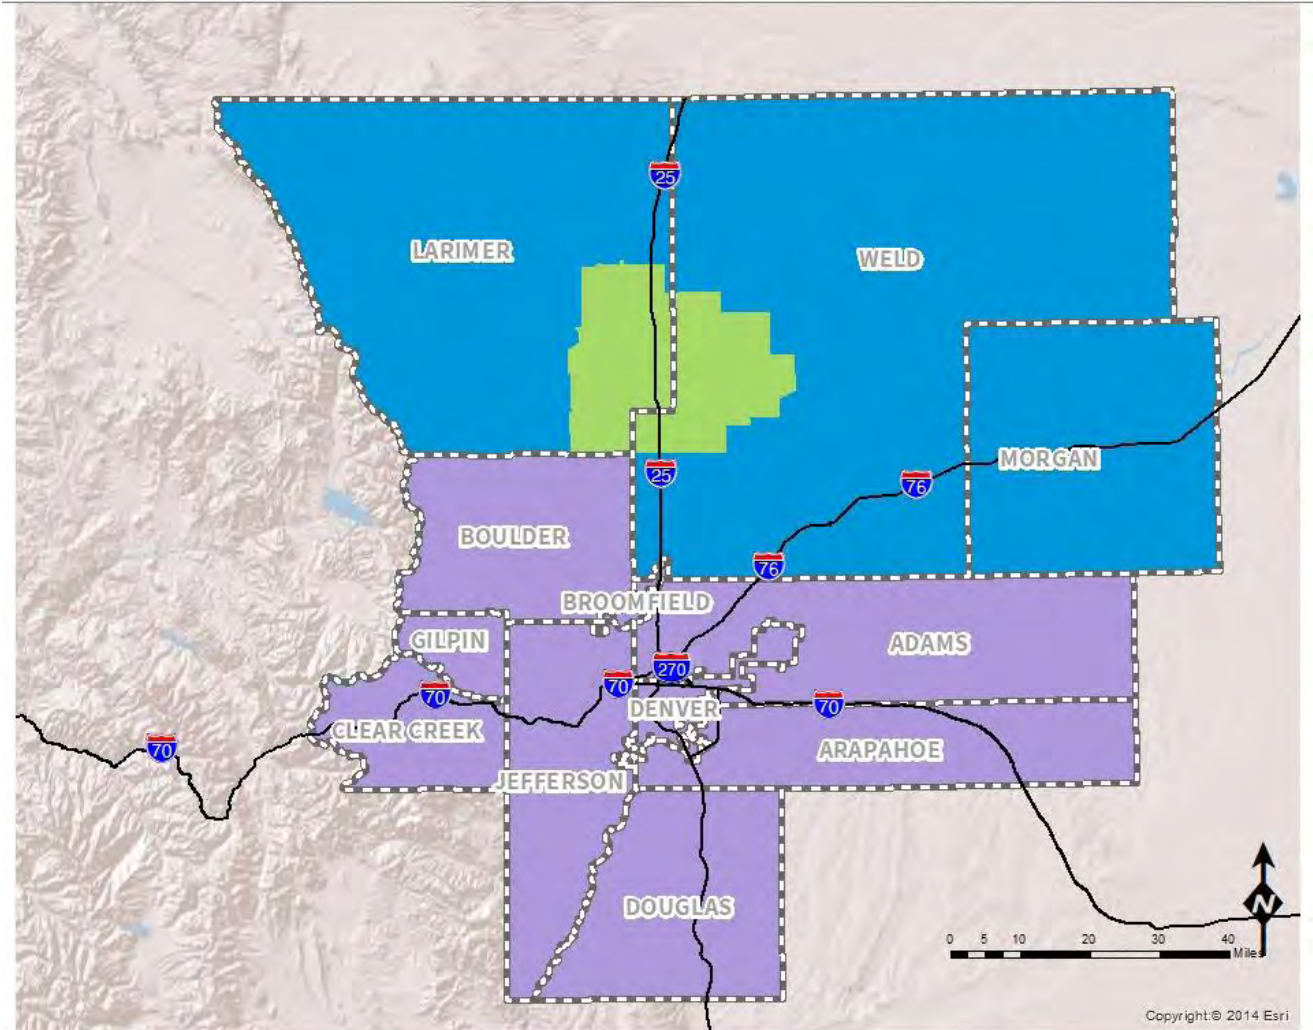 25
LARIMER
WELD
MORGAN
25
76
BOULDER
76
BROOMFIELD
GILPIN
ADAMS
270
70
70
70
DENVER
CLEAR CREEK
70
ARAPAHOE
JEFFERSON
DOUGLAS
N
0 5 10 20 30 40
Miles
Copyright:© 2014 Esri